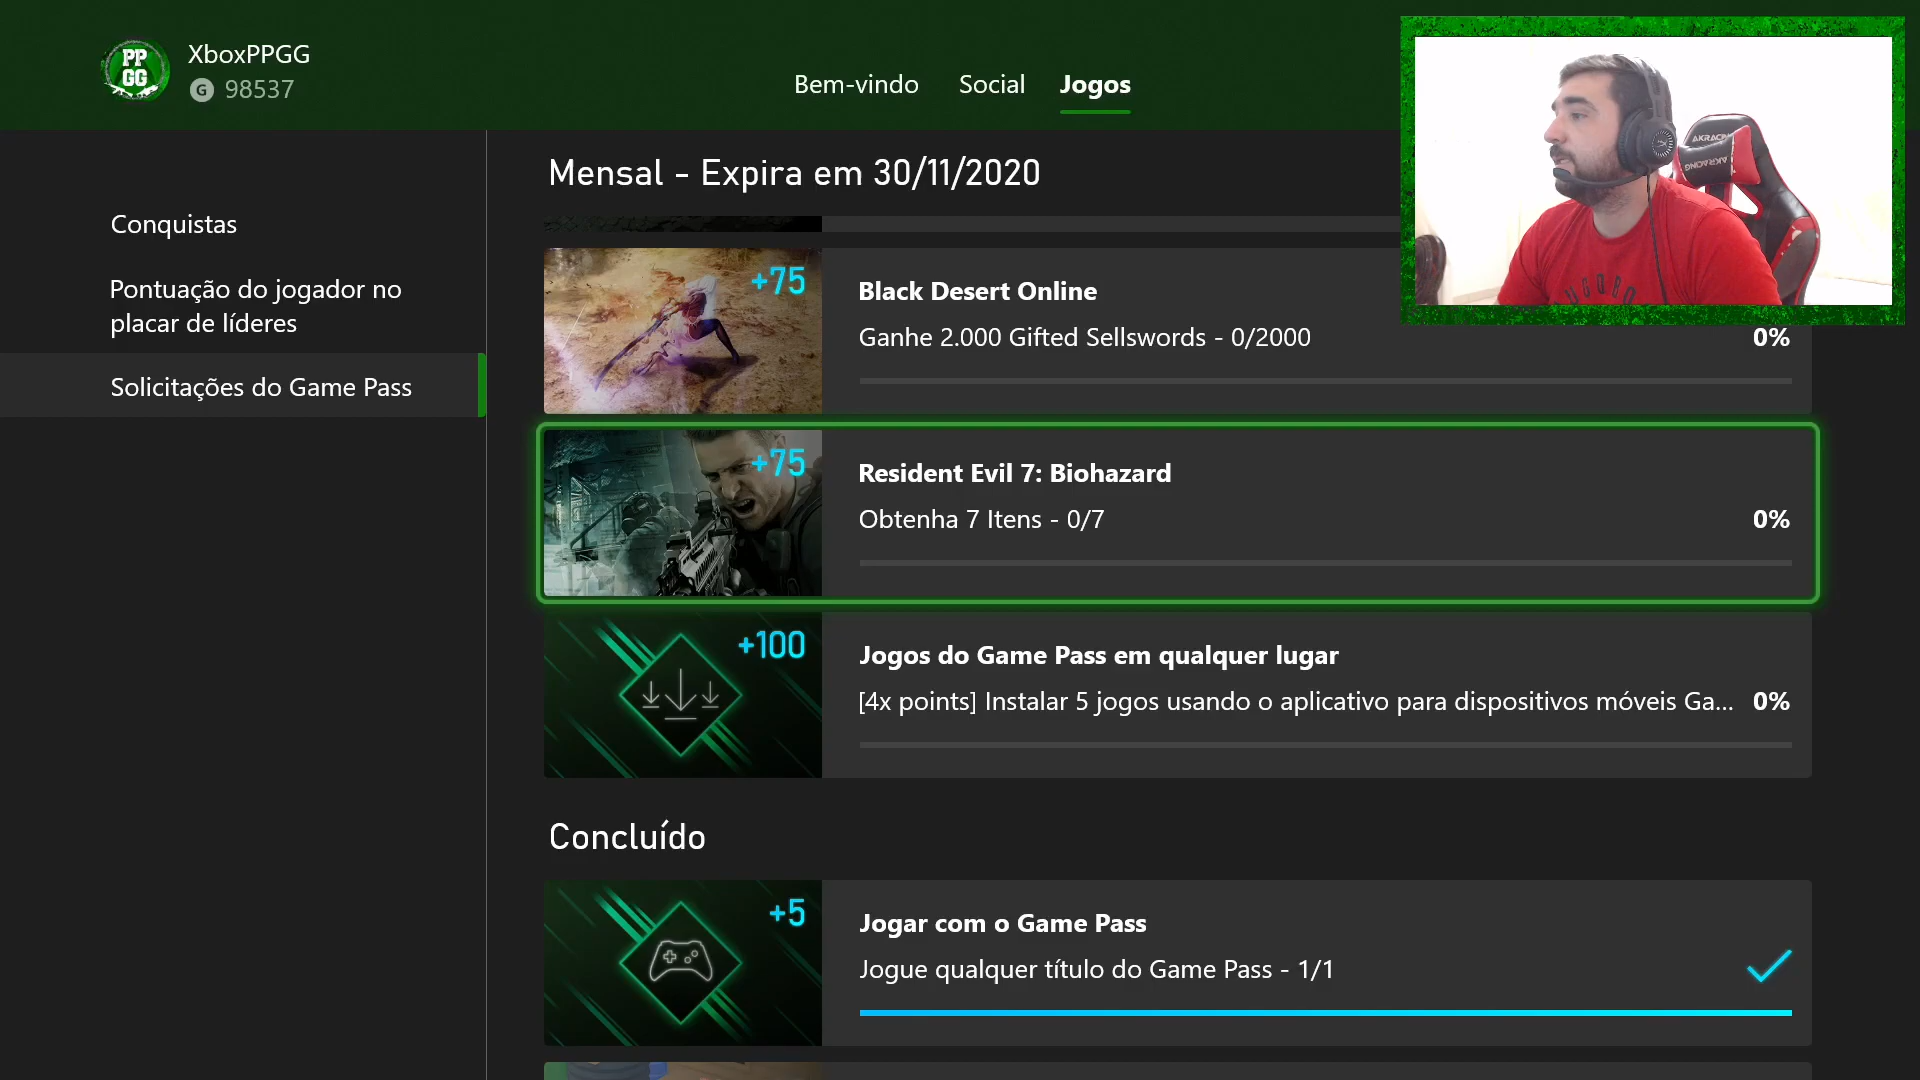 PP
GG
XboxPPGG
G 98537
Bem-vindo
Social
Jogos
Conquistas
Pontuação do jogador no
placar de líderes
Solicitações do Game Pass
Mensal - Expira em 30/11/2020
+75
Black Desert Online
Ganhe 2.000 Gifted Sellswords - 0/2000
0%
+75
Resident Evil 7: Biohazard
Obtenha 7 Itens - 0/7
0%
+100
Jogos do Game Pass em qualquer lugar
[4x points] Instalar 5 jogos usando o aplicativo para dispositivos móveis Ga...
0%
Concluído
+5
Jogar com o Game Pass
Jogue qualquer título do Game Pass - 1/1
AKRACING
AKRACING